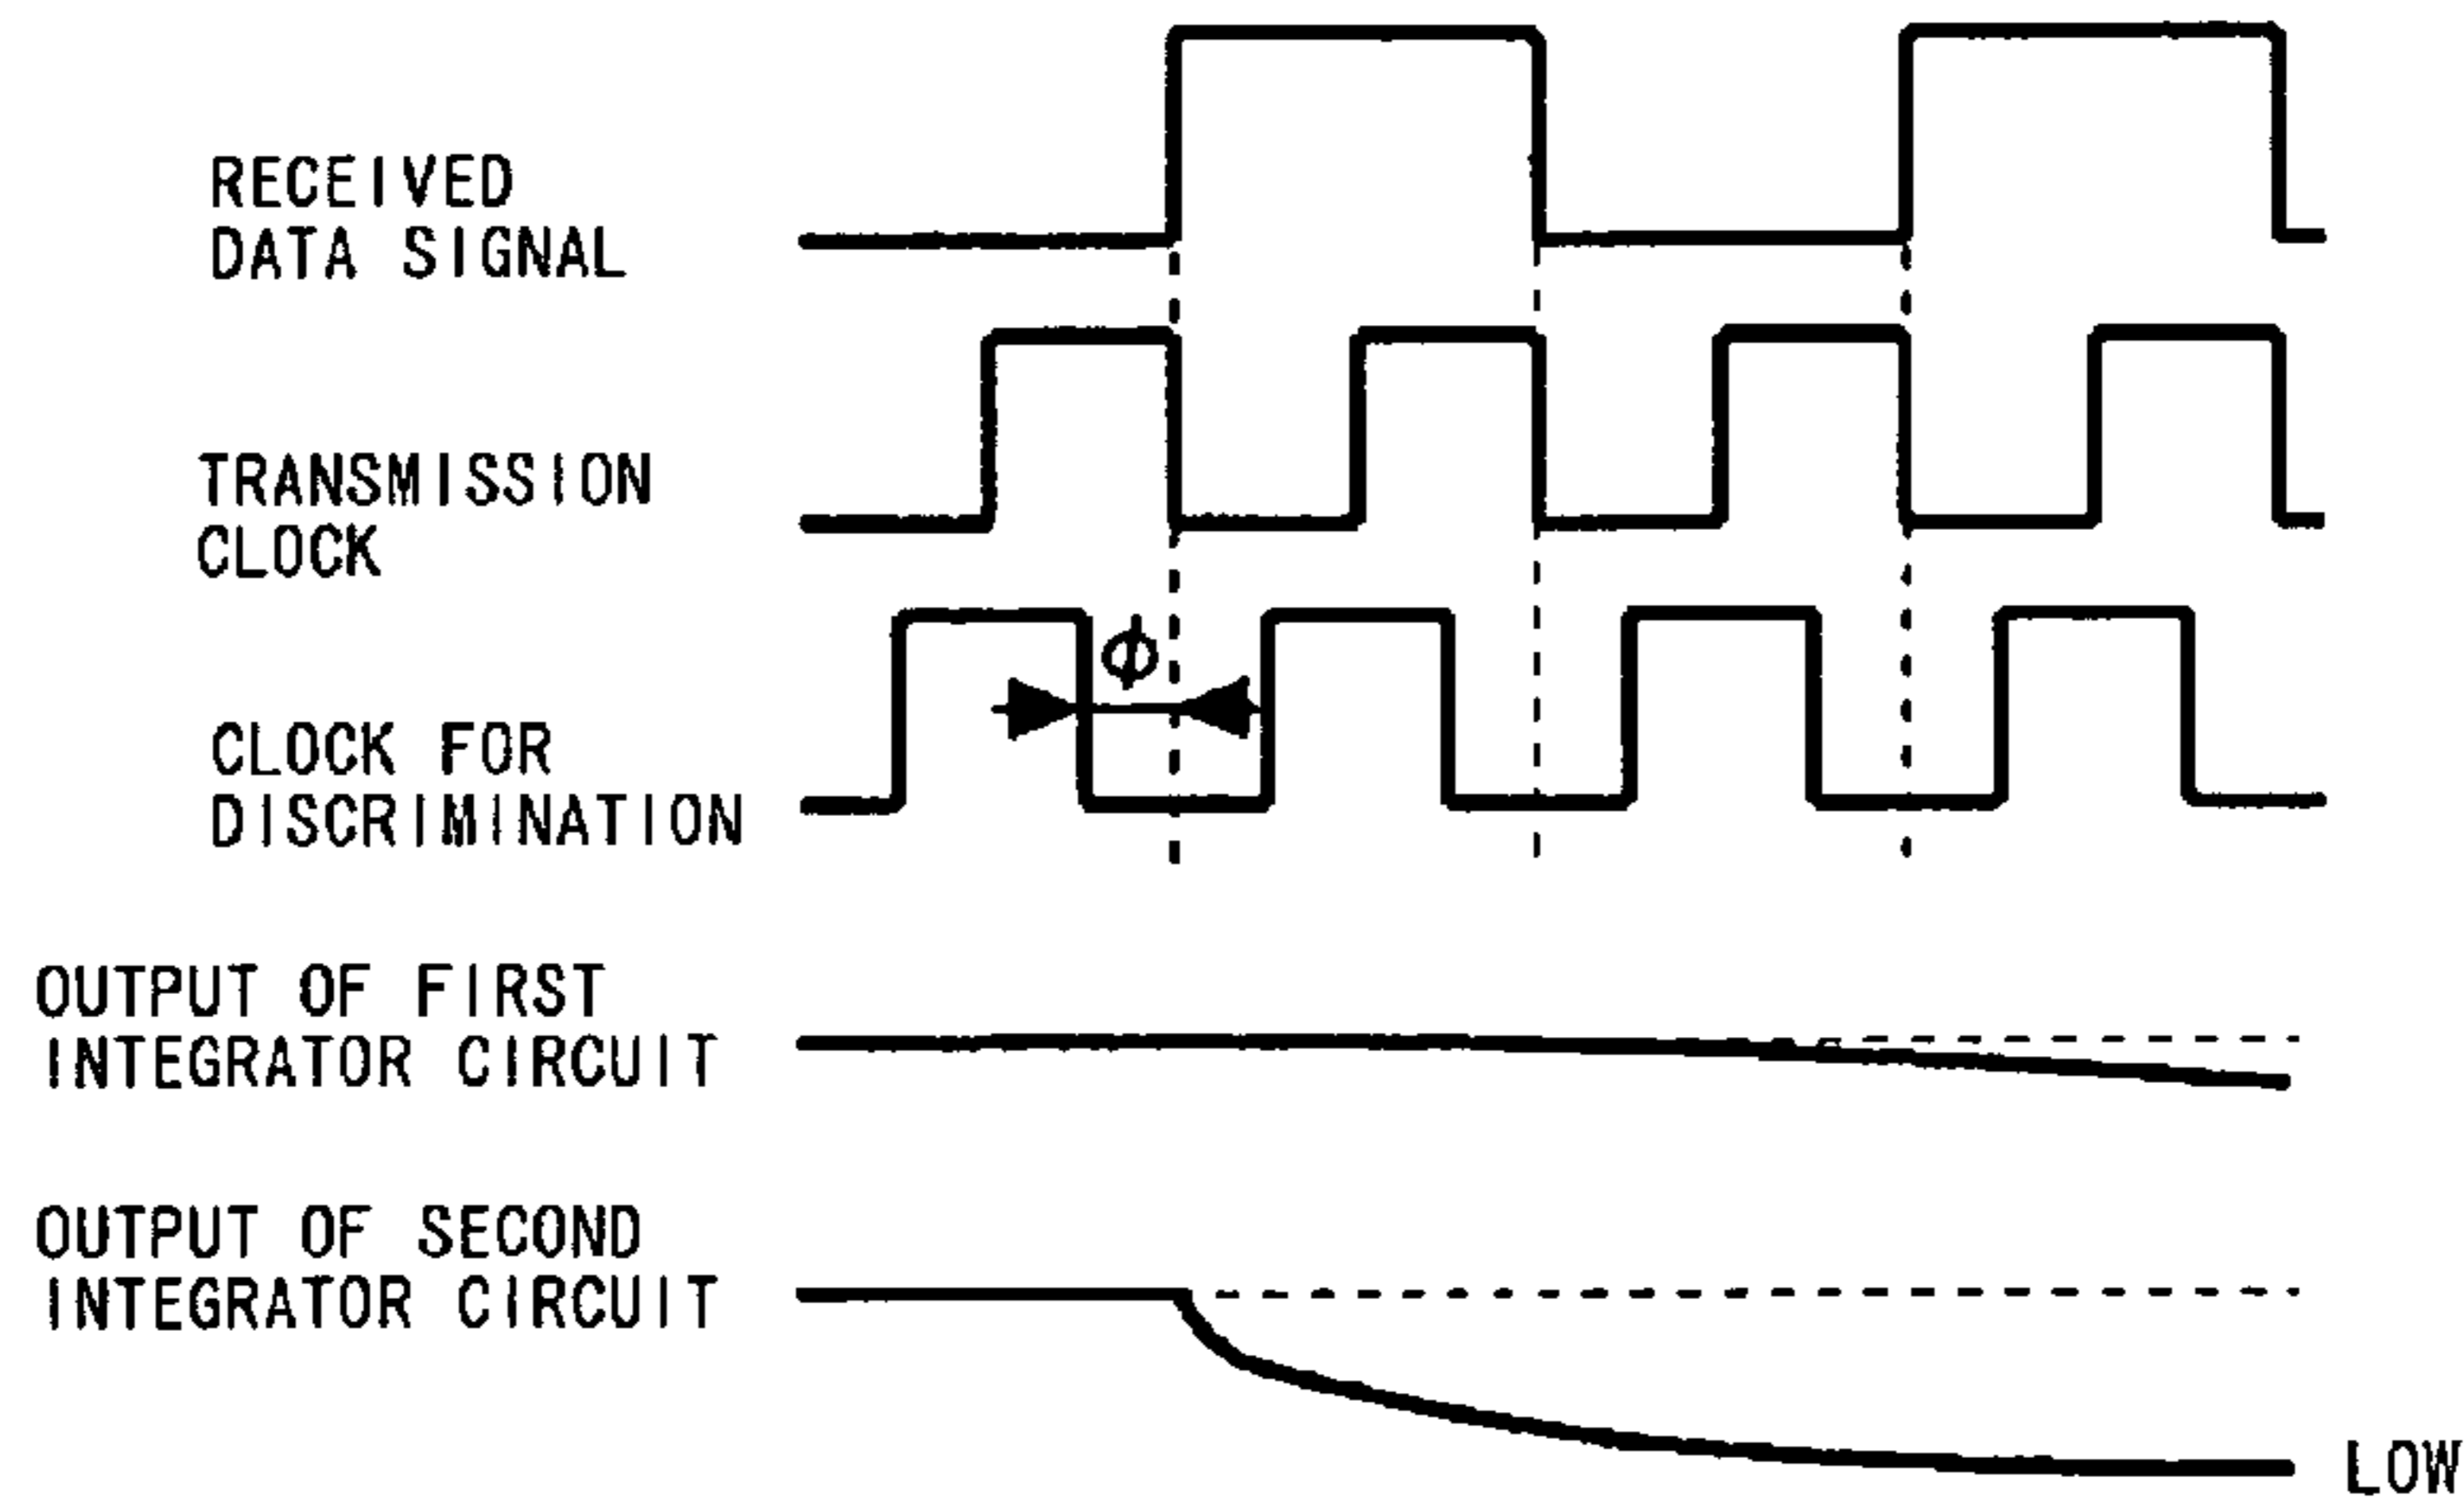 RECEIVED
DATA SIGNAL
TRANSMISSION
CLOCK
ϕ
CLOCK FOR
DISCRIMINATION
OUTPUT OF FIRST
INTEGRATOR CIRCUIT
OUTPUT OF SECOND
INTEGRATOR CIRCUIT
LOW